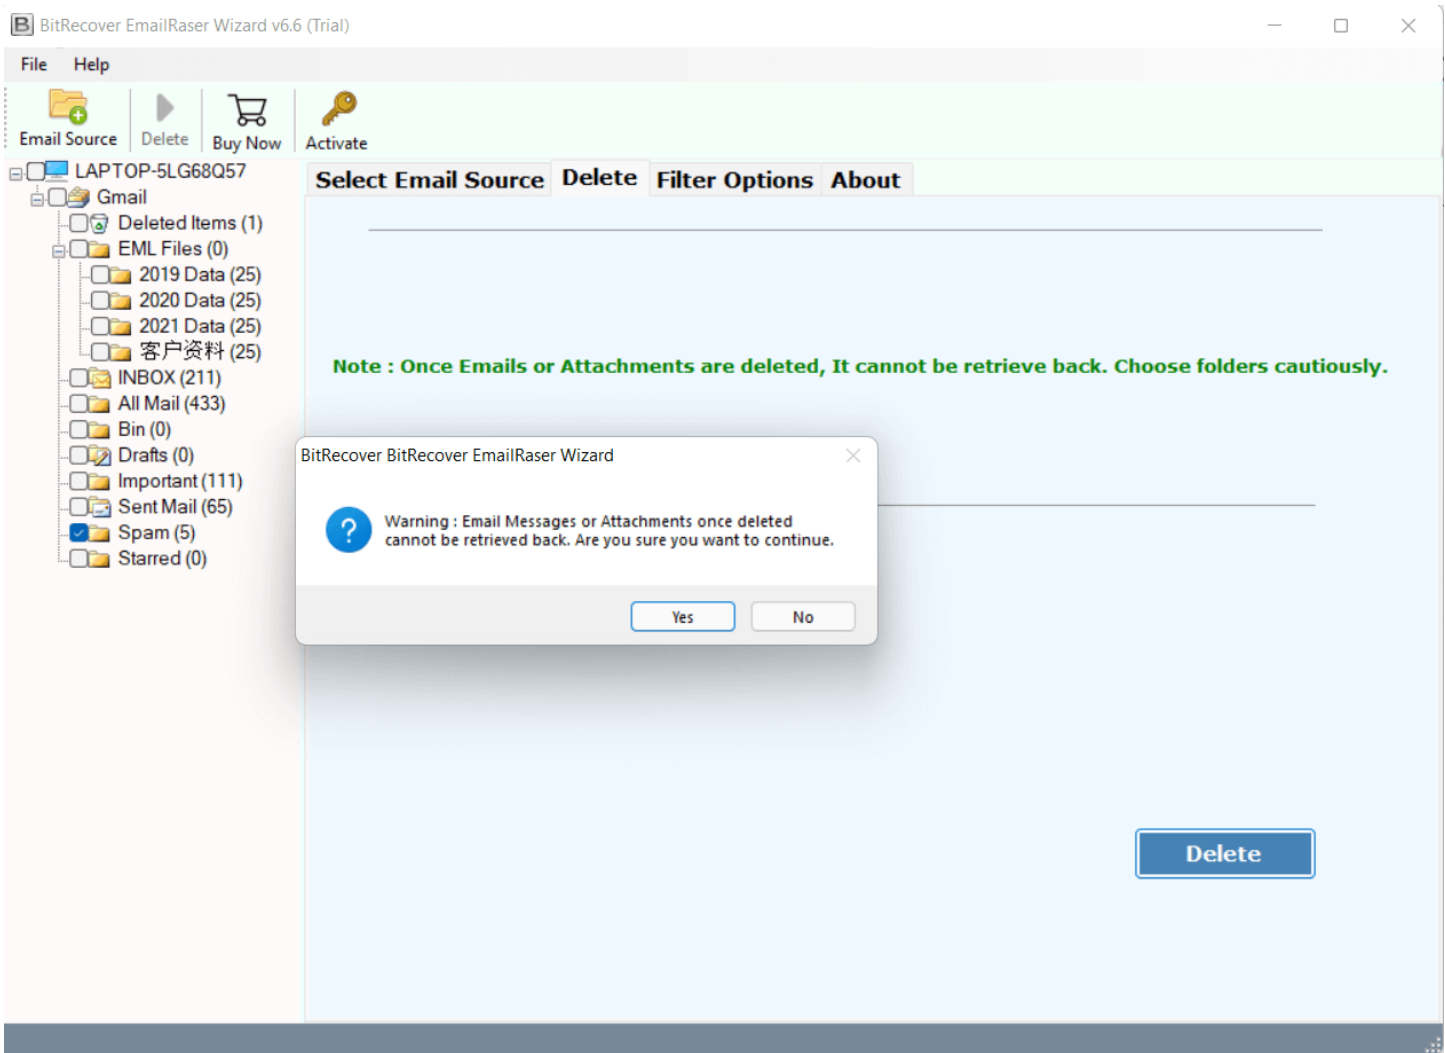 BitRecover EmailRaser Wizard v6.6 (Trial)
File Help
Email Source Delete Buy Now Activate
LAPTOP-5LG68Q57
Gmail
Deleted Items (1)
EML Files (0)
2019 Data (25)
2020 Data (25)
2021 Data (25)
客户资料 (25)
INBOX (211)
All Mail (433)
Bin (0)
Drafts (0)
Important (111)
Sent Mail (65)
Spam (5)
Starred (0)
Select Email Source Delete Filter Options About
Note : Once Emails or Attachments are deleted, It cannot be retrieve back. Choose folders cautiously.
BitRecover BitRecover EmailRaser Wizard
Warning : Email Messages or Attachments once deleted
cannot be retrieved back. Are you sure you want to continue.
Yes No
Delete